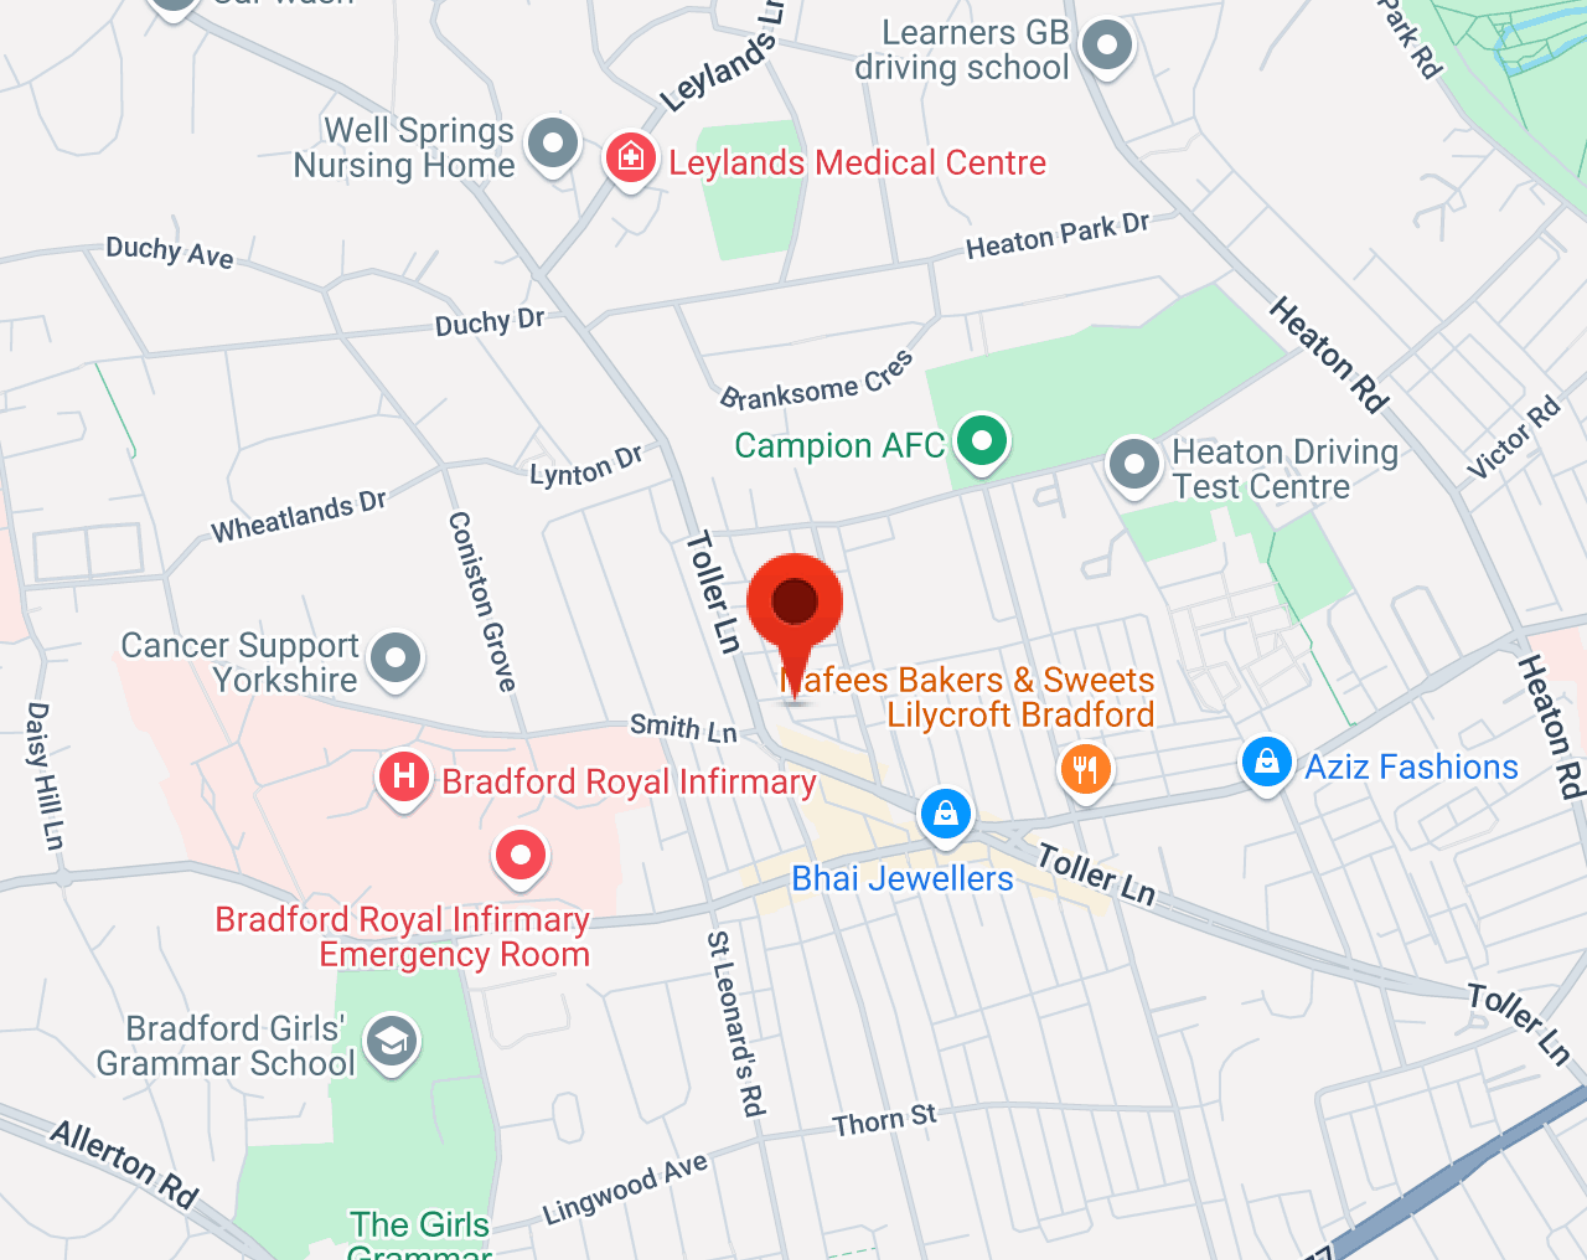 Learners GB
driving school
Park Rd
Leylands Ln
Well Springs
Nursing Home
Leylands Medical Centre
Duchy Ave
Heaton Park Dr
Duchy Dr
Heaton Rd
Branksome Cres
Campion AFC
Heaton Driving
Test Centre
Victor Rd
Lynton Dr
Wheatlands Dr
Coniston Grove
Toller Ln
Cancer Support
Yorkshire
Nafees Bakers & Sweets
Lilycroft Bradford
Heaton Rd
Smith Ln
Daisy Hill Ln
Bradford Royal Infirmary
Aziz Fashions
Bhai Jewellers
Toller Ln
Bradford Royal Infirmary
Emergency Room
St Leonard's Rd
Toller Ln
Bradford Girls'
Grammar School
Thorn St
Allerton Rd
Lingwood Ave
The Girls
Grammar